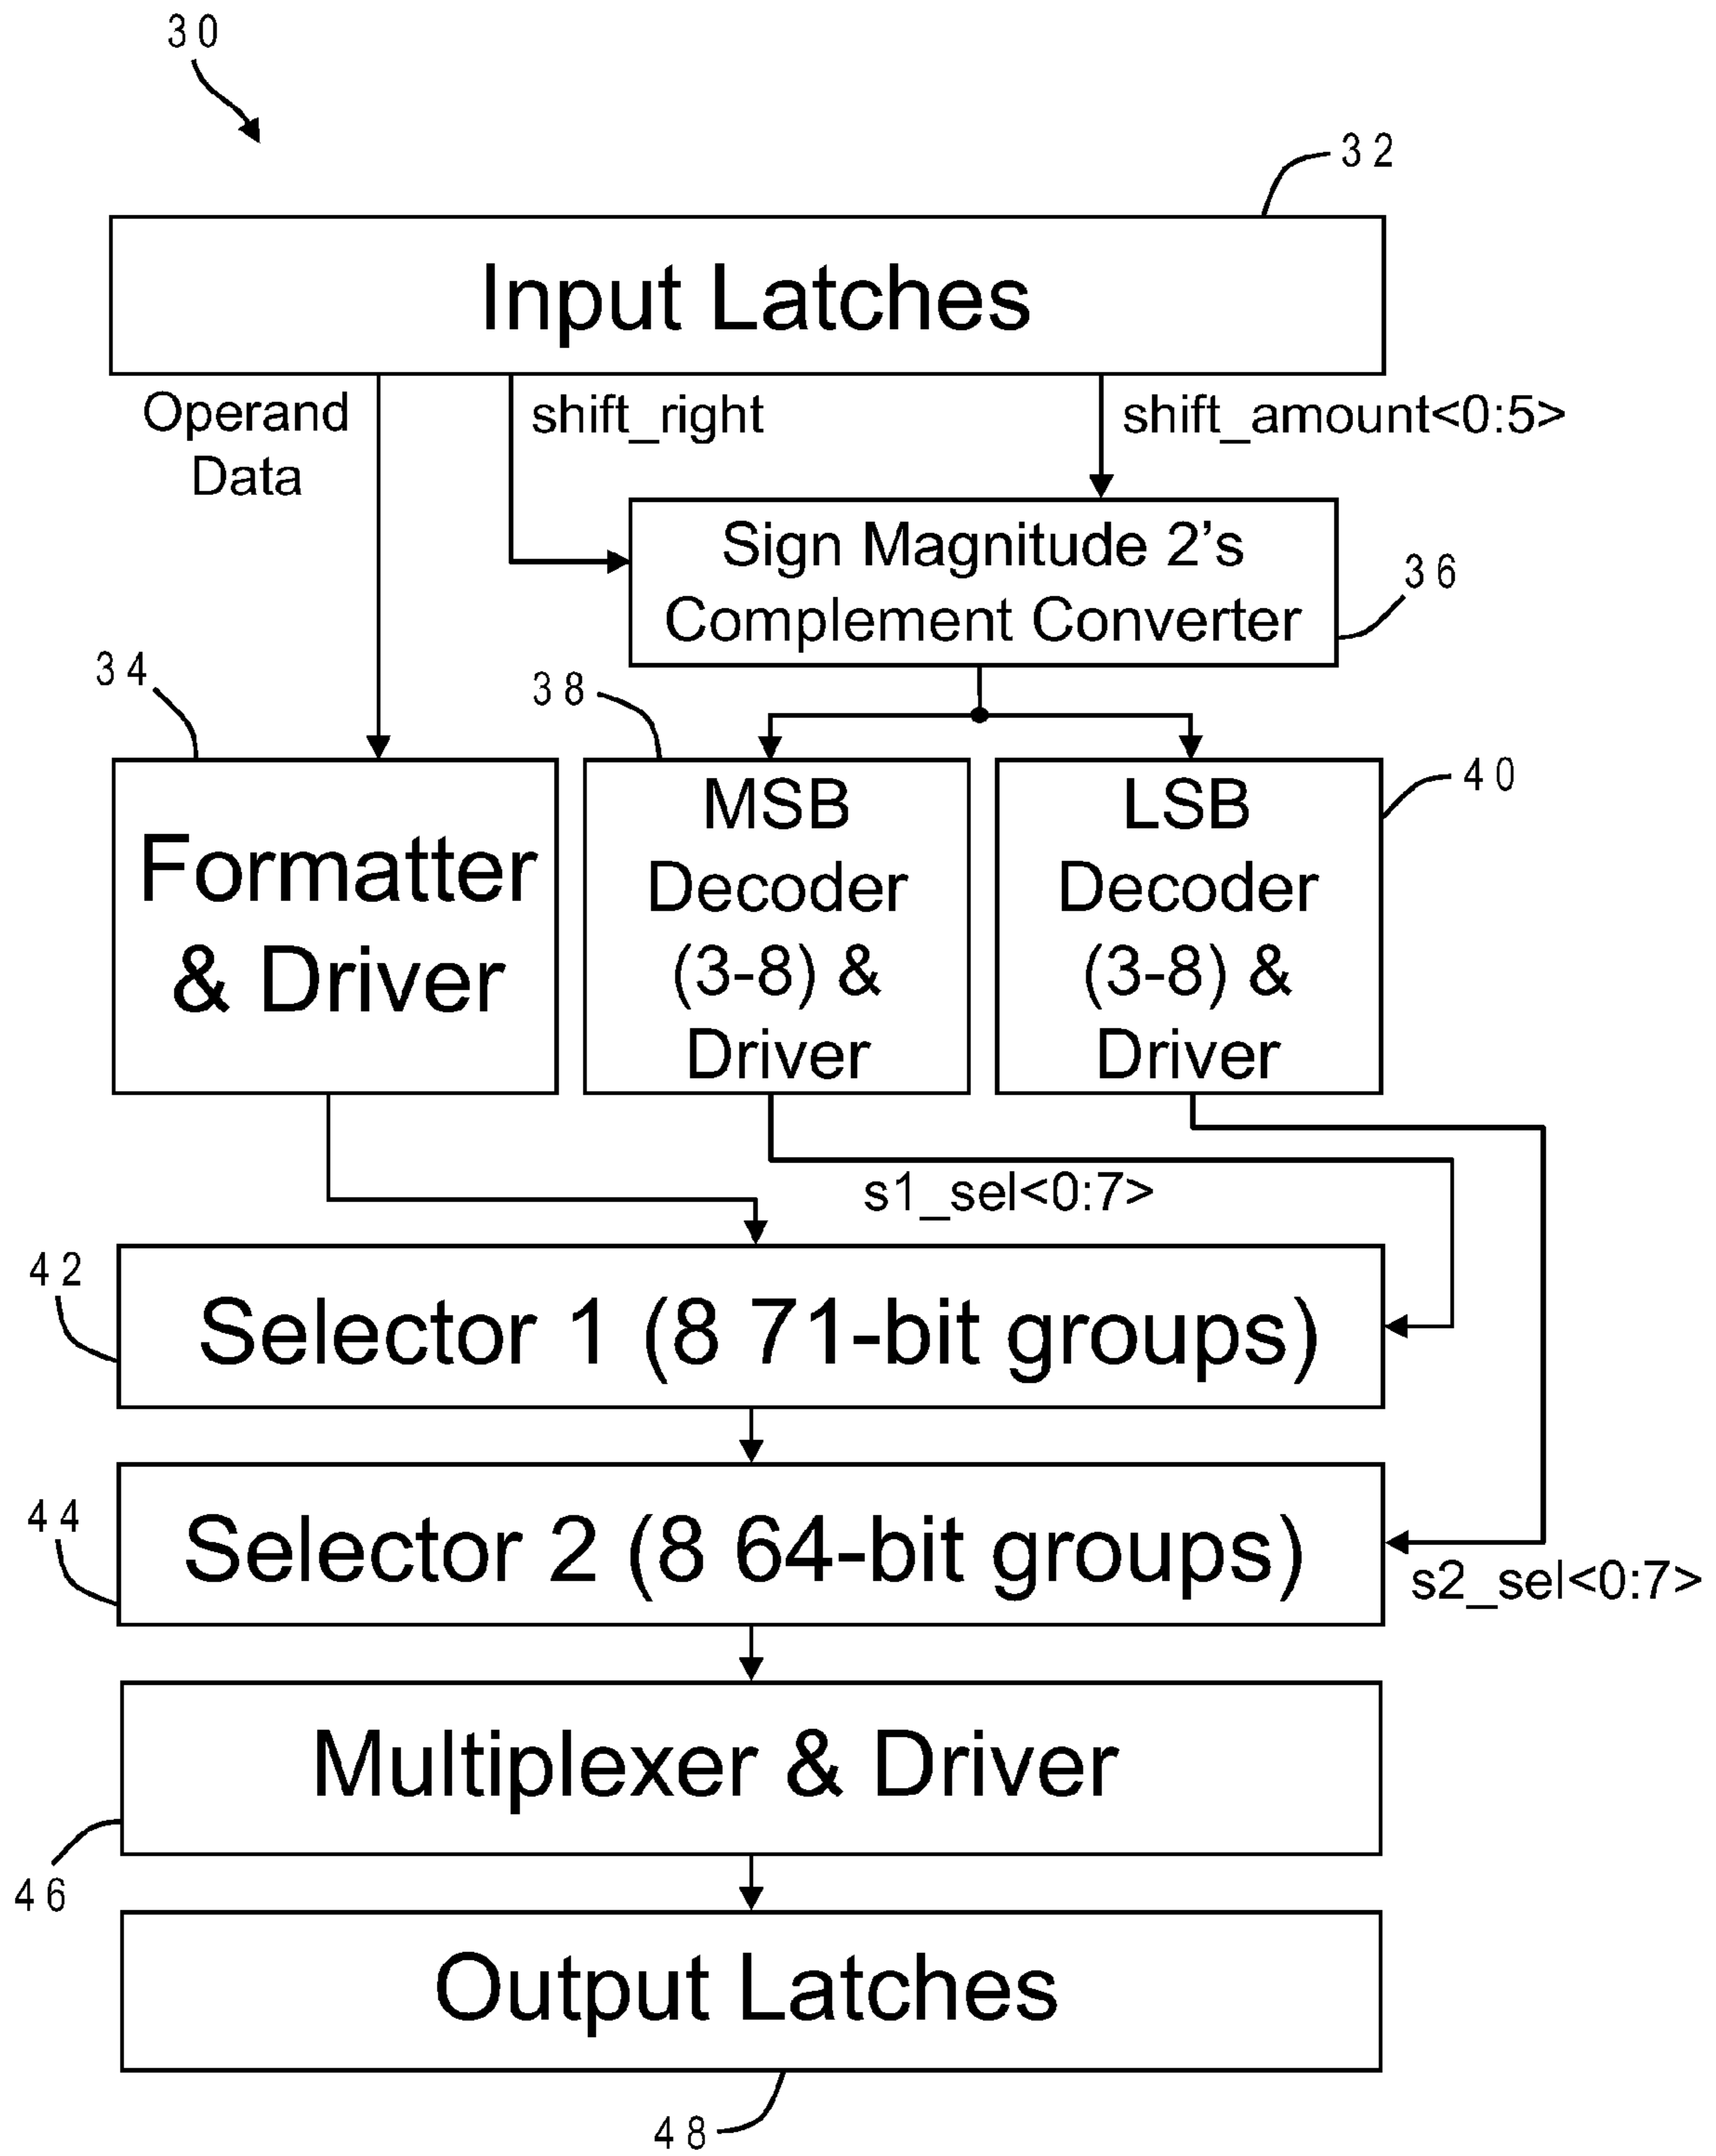 30
32
Input Latches
Operand
Data
shift_right
shift_amount<0:5>
Sign Magnitude 2’s
Complement Converter
36
34
Formatter
& Driver
38
MSB
Decoder
(3-8) &
Driver
LSB
Decoder
(3-8) &
Driver
40
s1_sel<0:7>
42
Selector 1 (8 71-bit groups)
44
Selector 2 (8 64-bit groups)
s2_sel<0:7>
Multiplexer & Driver
46
Output Latches
48